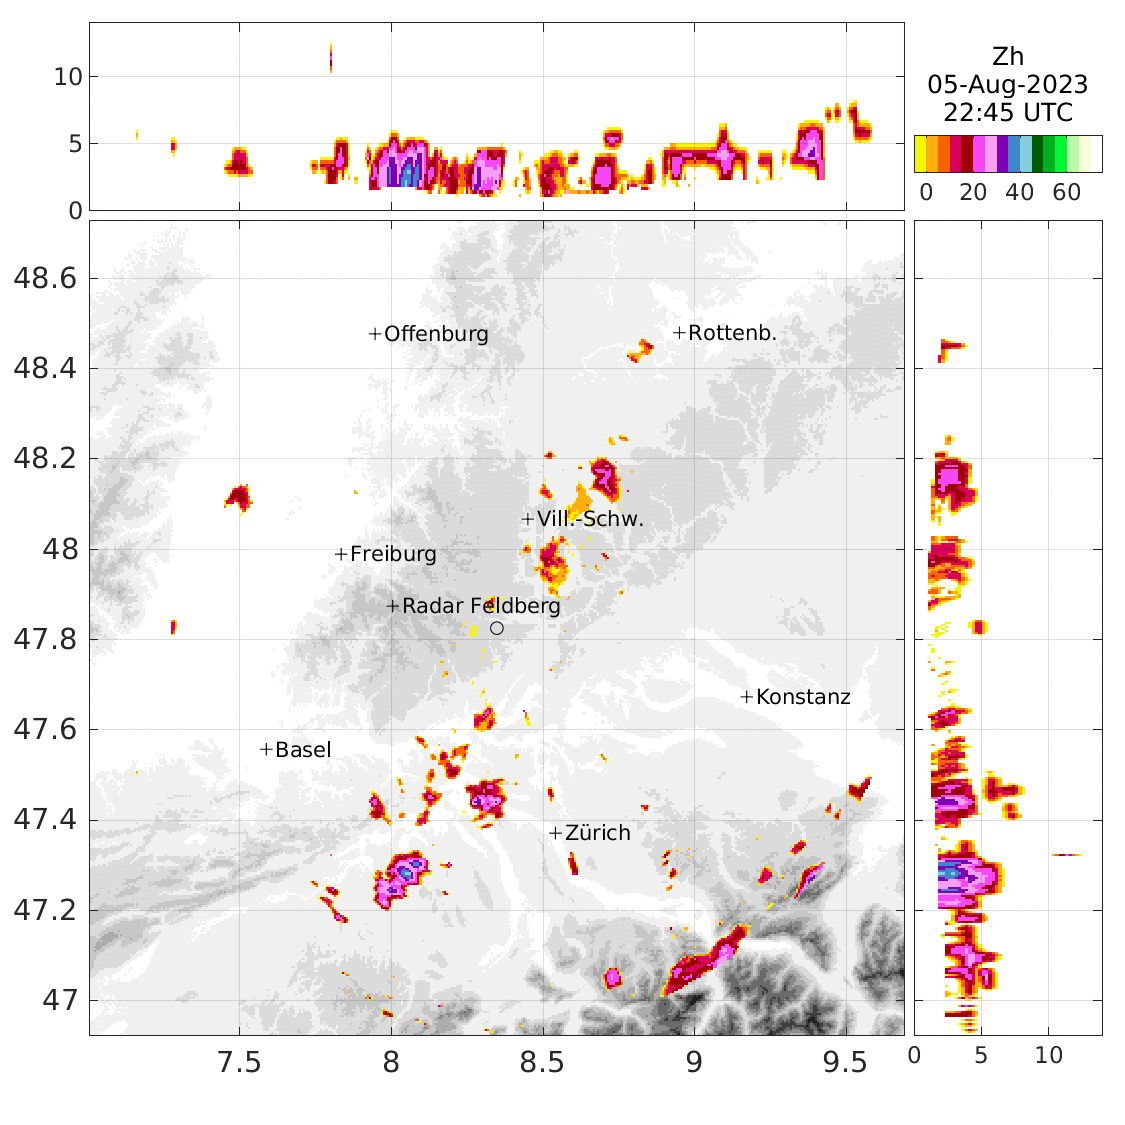 10
5
0
Zh
05-Aug-2023
22:45 UTC
0 20 40 60
48.6
48.4
48.2
48
47.8
47.6
47.4
47.2
47
+Offenburg
+Rottenb.
+Vill.-Schw.
+Freiburg
+Radar Feldberg
+Konstanz
+Basel
+Zürich
7.5 8 8.5 9 9.5
0 5 10